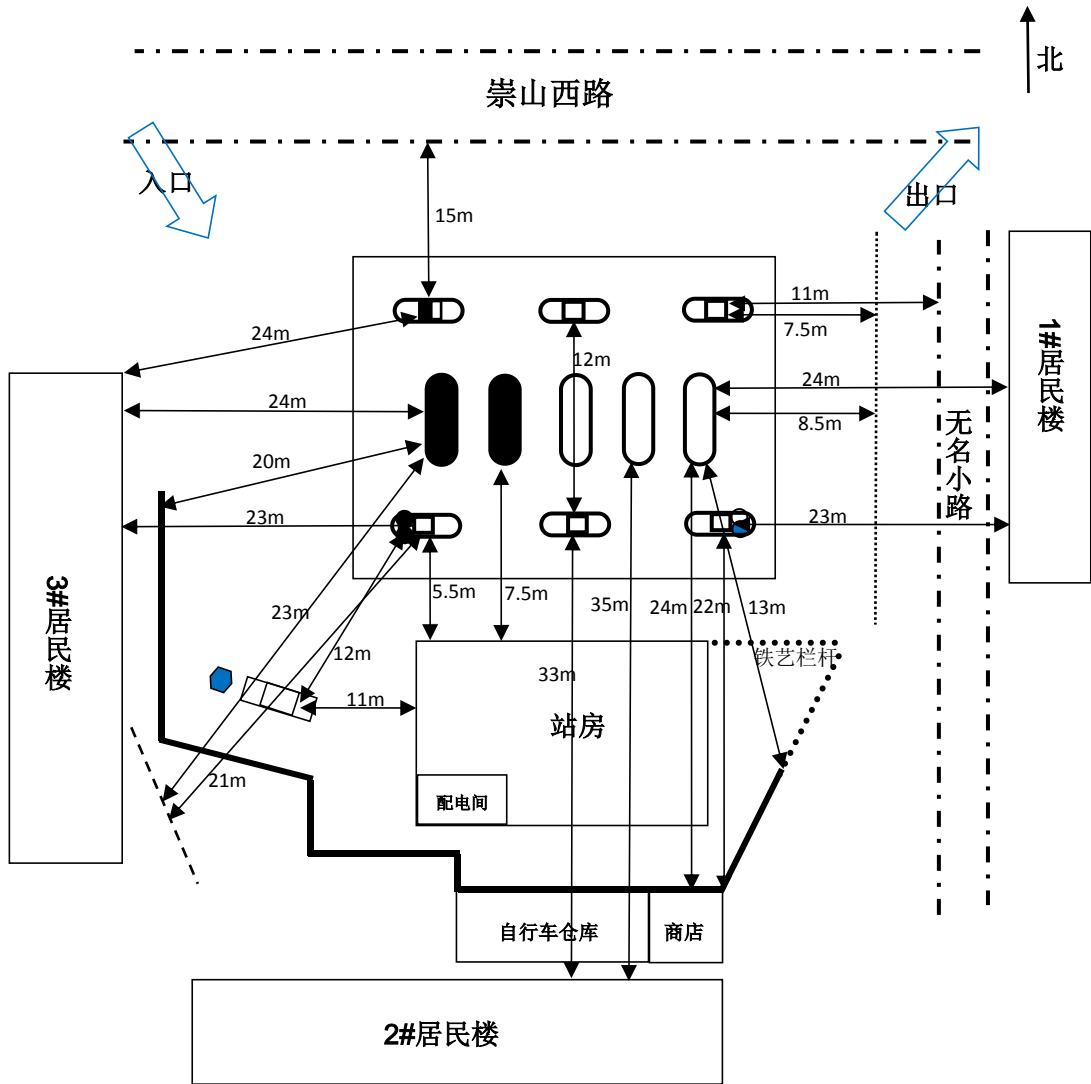 北
崇山西路
入口
出口
15m
11m
7.5m
24m
12m
24m
24m
8.5m
1#居民楼
无名小路
20m
23m
23m
3#居民楼
5.5m
7.5m
35m
24m
22m
13m
23m
12m
铁艺栏杆
33m
11m
站房
21m
配电间
自行车仓库
商店
2#居民楼